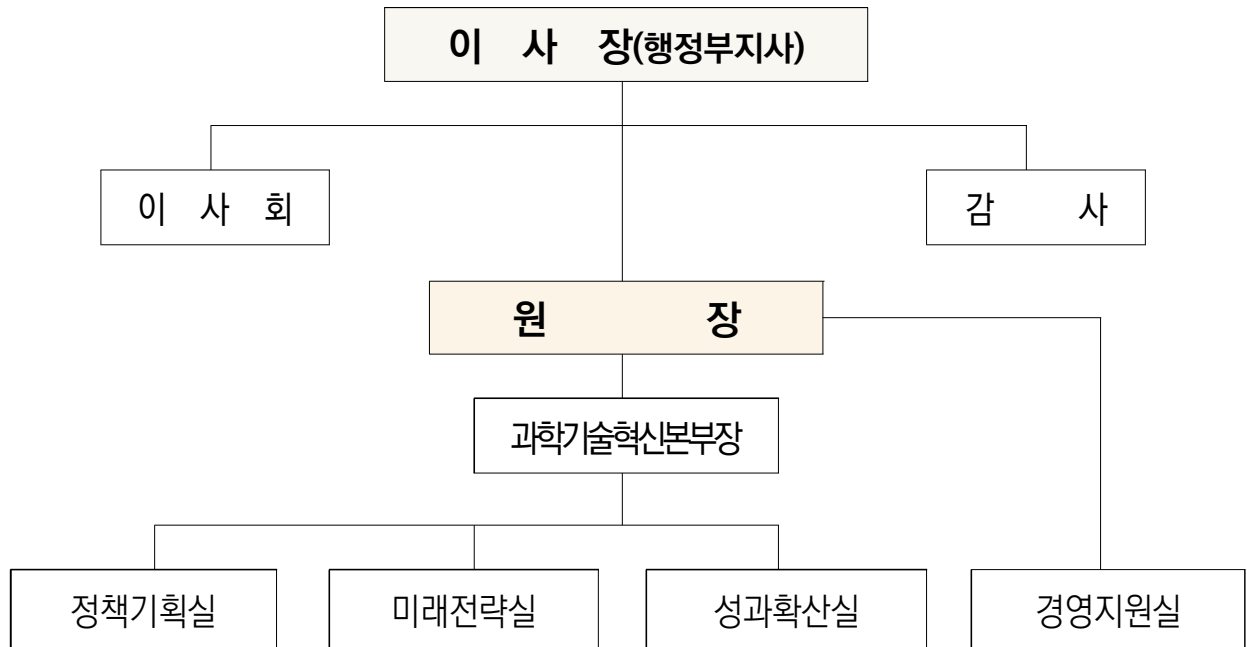 이 사 장(행정부지사)
이 사 회
감 사
원 장
과학기술혁신본부장
정책기획실
미래전략실
성과확산실
경영지원실